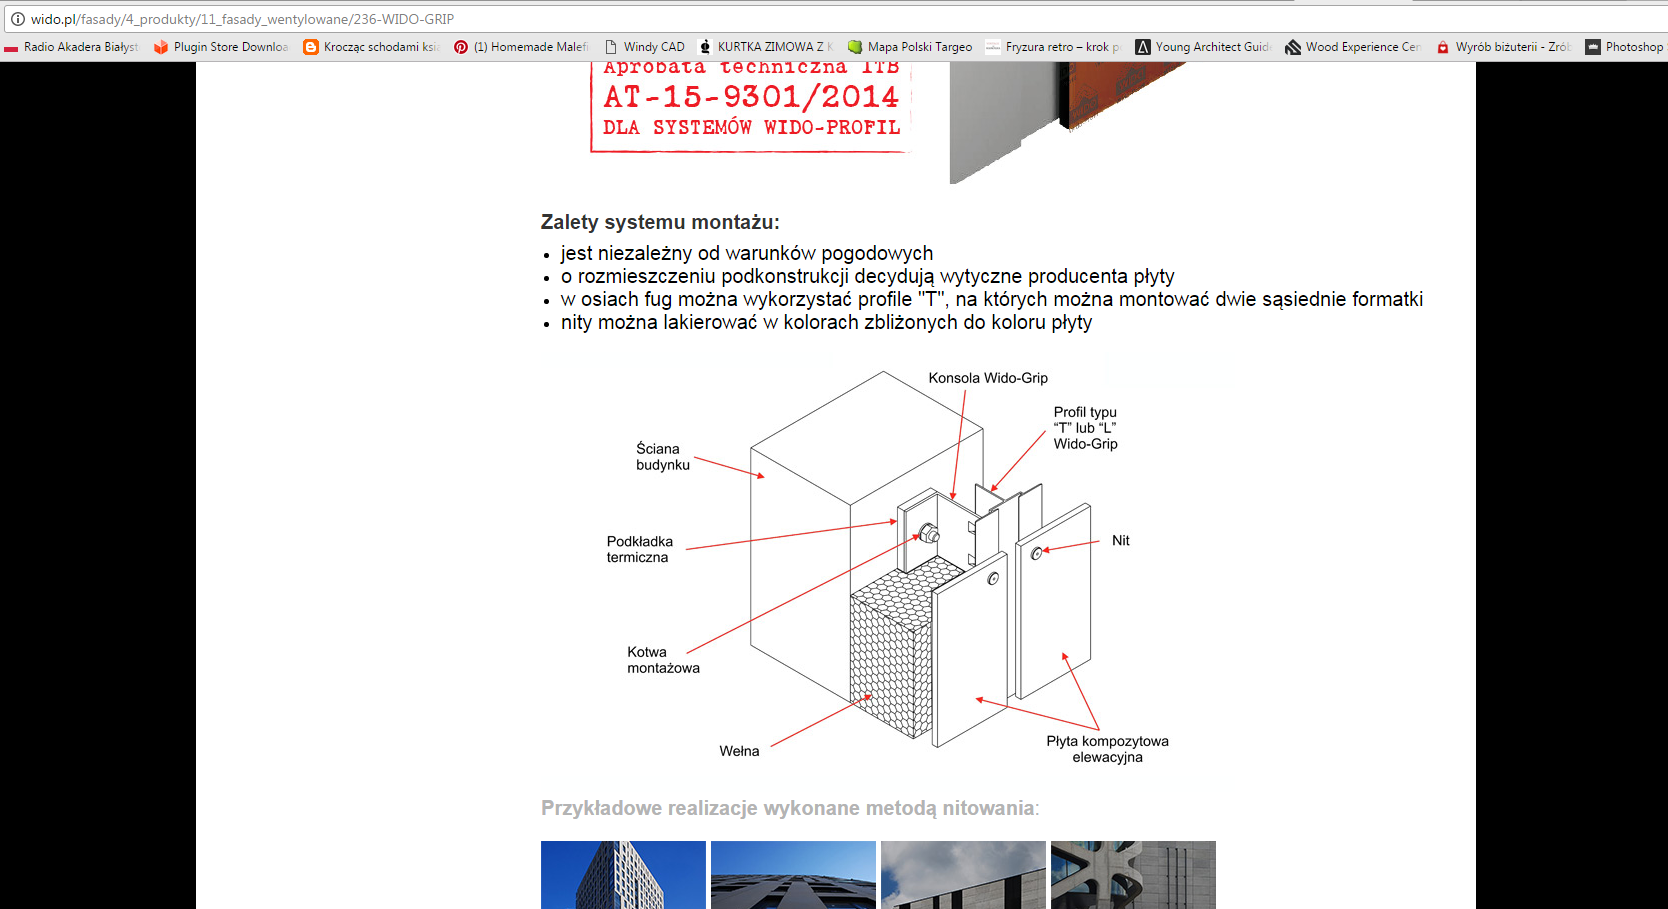 wido.pl/fasady/4_produkty/11_fasady_wentylowane/236-WIDO-GRIP
Radio Akadera Białyst
Plugin Store Downloa
Krocząc schodami ksią
(1) Homemade Malefi
Windy CAD
KURTKA ZIMOWA Z K
Mapa Polski Targeo
Fryzura retro – krok p
Young Architect Guid
Wood Experience Cen
Wyrób biżuterii - Zrób
Photoshop
Aprobata techniczna ITB
AT-15-9301/2014
DLA SYSTEMÓW WIDO-PROFIL
Zalety systemu montażu:
• jest niezależny od warunków pogodowych
• o rozmieszczeniu podkonstrukcji decydują wytyczne producenta płyty
• w osiach fug można wykorzystać profile "T", na których można montować dwie sąsiednie formatki
• nity można lakierować w kolorach zbliżonych do koloru płyty
Konsola Wido-Grip
Profil typu
“T” lub “L”
Wido-Grip
Ściana
budynku
Podkładka
termiczna
Nit
Kotwa
montażowa
Wełna
Płyta kompozytowa
elewacyjna
Przykładowe realizacje wykonane metodą nitowania: